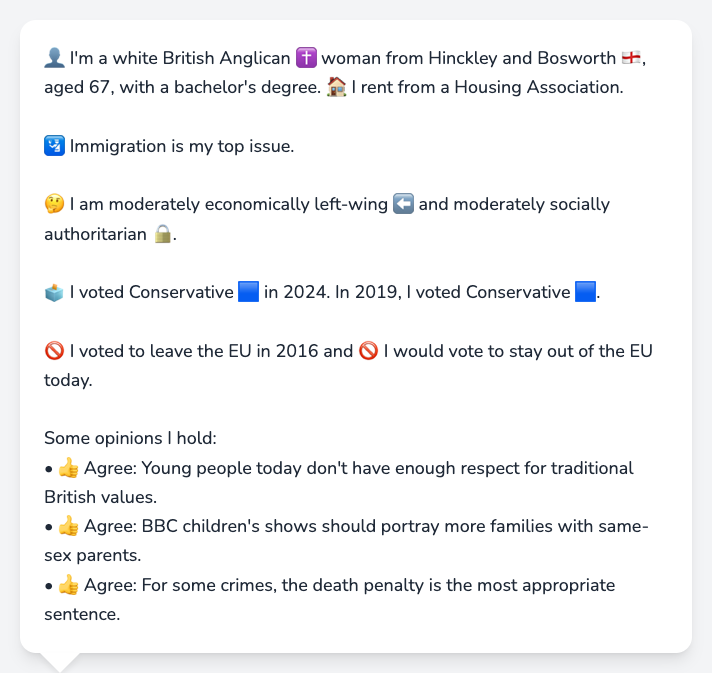 👤 I'm a white British Anglican ✝️ woman from Hinckley and Bosworth 🏴󠁧󠁢󠁥󠁮󠁧󠁿,
aged 67, with a bachelor's degree. 🏠 I rent from a Housing Association.
🛂 Immigration is my top issue.
🤔 I am moderately economically left-wing ⬅️ and moderately socially
authoritarian 🔒.
🗳️ I voted Conservative 🟦 in 2024. In 2019, I voted Conservative 🟦.
🚫 I voted to leave the EU in 2016 and 🚫 I would vote to stay out of the EU
today.
Some opinions I hold:
• 👍 Agree: Young people today don't have enough respect for traditional
British values.
• 👍 Agree: BBC children's shows should portray more families with same-
sex parents.
• 👍 Agree: For some crimes, the death penalty is the most appropriate
sentence.